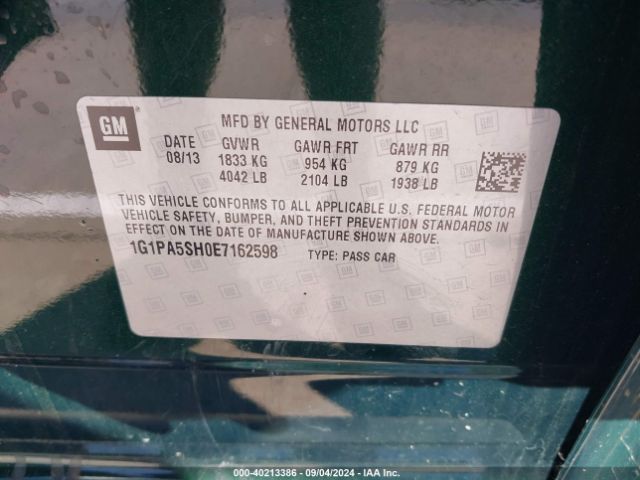 GM
MFD BY GENERAL MOTORS LLC
DATE GVWR GAWR FRT GAWR RR
08/13 1833 KG 954 KG 879 KG
4042 LB 2104 LB 1938 LB
THIS VEHICLE CONFORMS TO ALL APPLICABLE U.S. FEDERAL MOTOR
VEHICLE SAFETY, BUMPER, AND THEFT PREVENTION STANDARDS IN
EFFECT ON THE DATE OF MANUFACTURE SHOWN ABOVE.
1G1PA5SH0E7162598 TYPE: PASS CAR
000-40213386 - 09/04/2024 - IAA Inc.